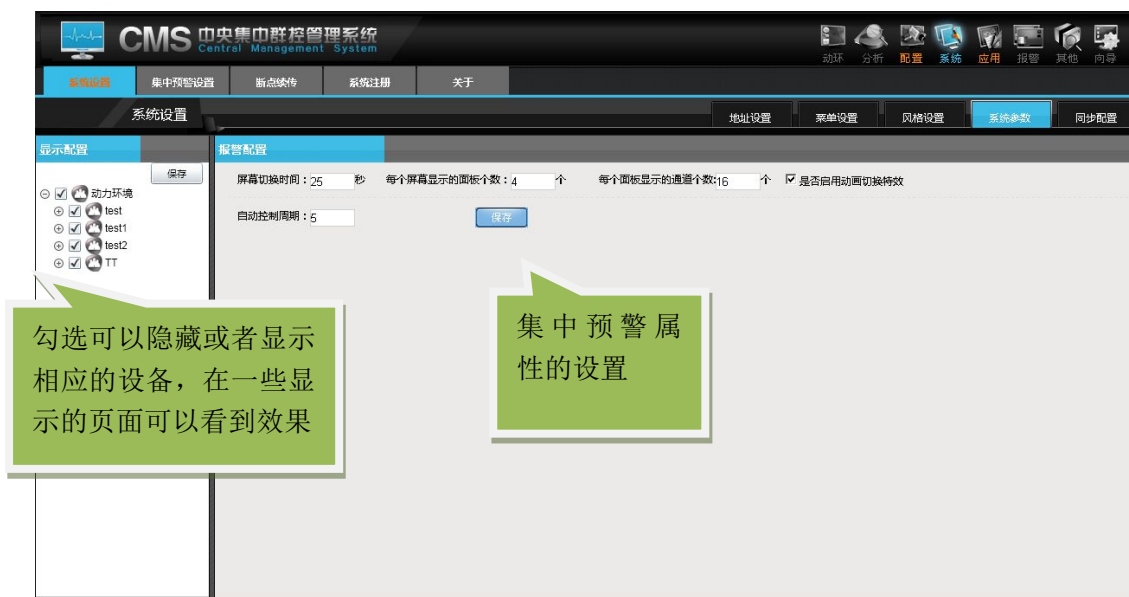 CMS 中央集中群控管理系统
Central Management System
动环 分析 配置 系统 应用 报警 其他 向导
系统设置 集中预警设置 断点续传 系统注册 关于
系统设置
地址设置 菜单设置 风格设置 系统参数 同步配置
显示配置
报警配置
保存
屏幕切换时间：25 秒 每个屏幕显示的面板个数：4 个 每个面板显示的通道个数:16 个 是否启用动画切换特效
动力环境
test
自动控制周期：5 保存
test1
test2
TT
勾选可以隐藏或者显示
相应的设备，在一些显
示的页面可以看到效果
集中预警属
性的设置